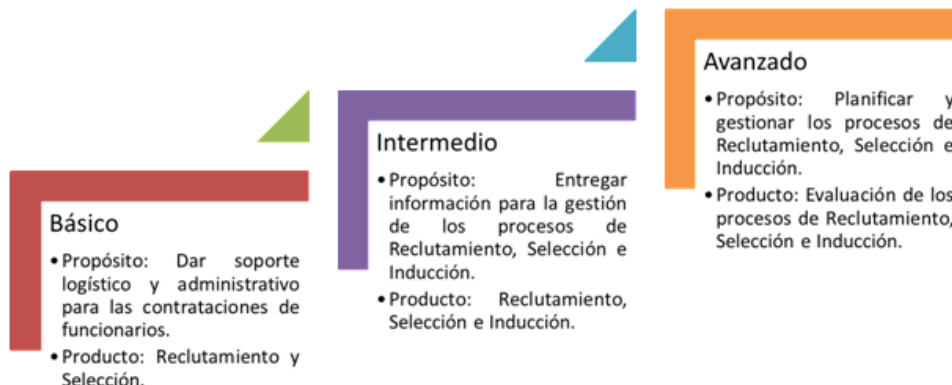 Básico
•Propósito: Dar soporte
logístico y administrativo
para las contrataciones de
funcionarios.
•Producto: Reclutamiento y
Selección.
Intermedio
•Propósito: Entregar
información para la gestión
de los procesos de
Reclutamiento, Selección e
Inducción.
•Producto: Reclutamiento,
Selección e Inducción.
Avanzado
•Propósito: Planificar y
gestionar los procesos de
Reclutamiento, Selección e
Inducción.
•Producto: Evaluación de los
procesos de Reclutamiento,
Selección e Inducción.